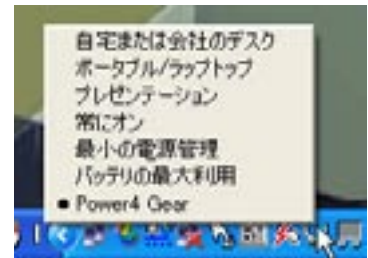 自宅または会社のデスク
ポータブル/ラップトップ
プレゼンテーション
常にオン
最小の電源管理
バッテリの最大利用
Power4 Gear